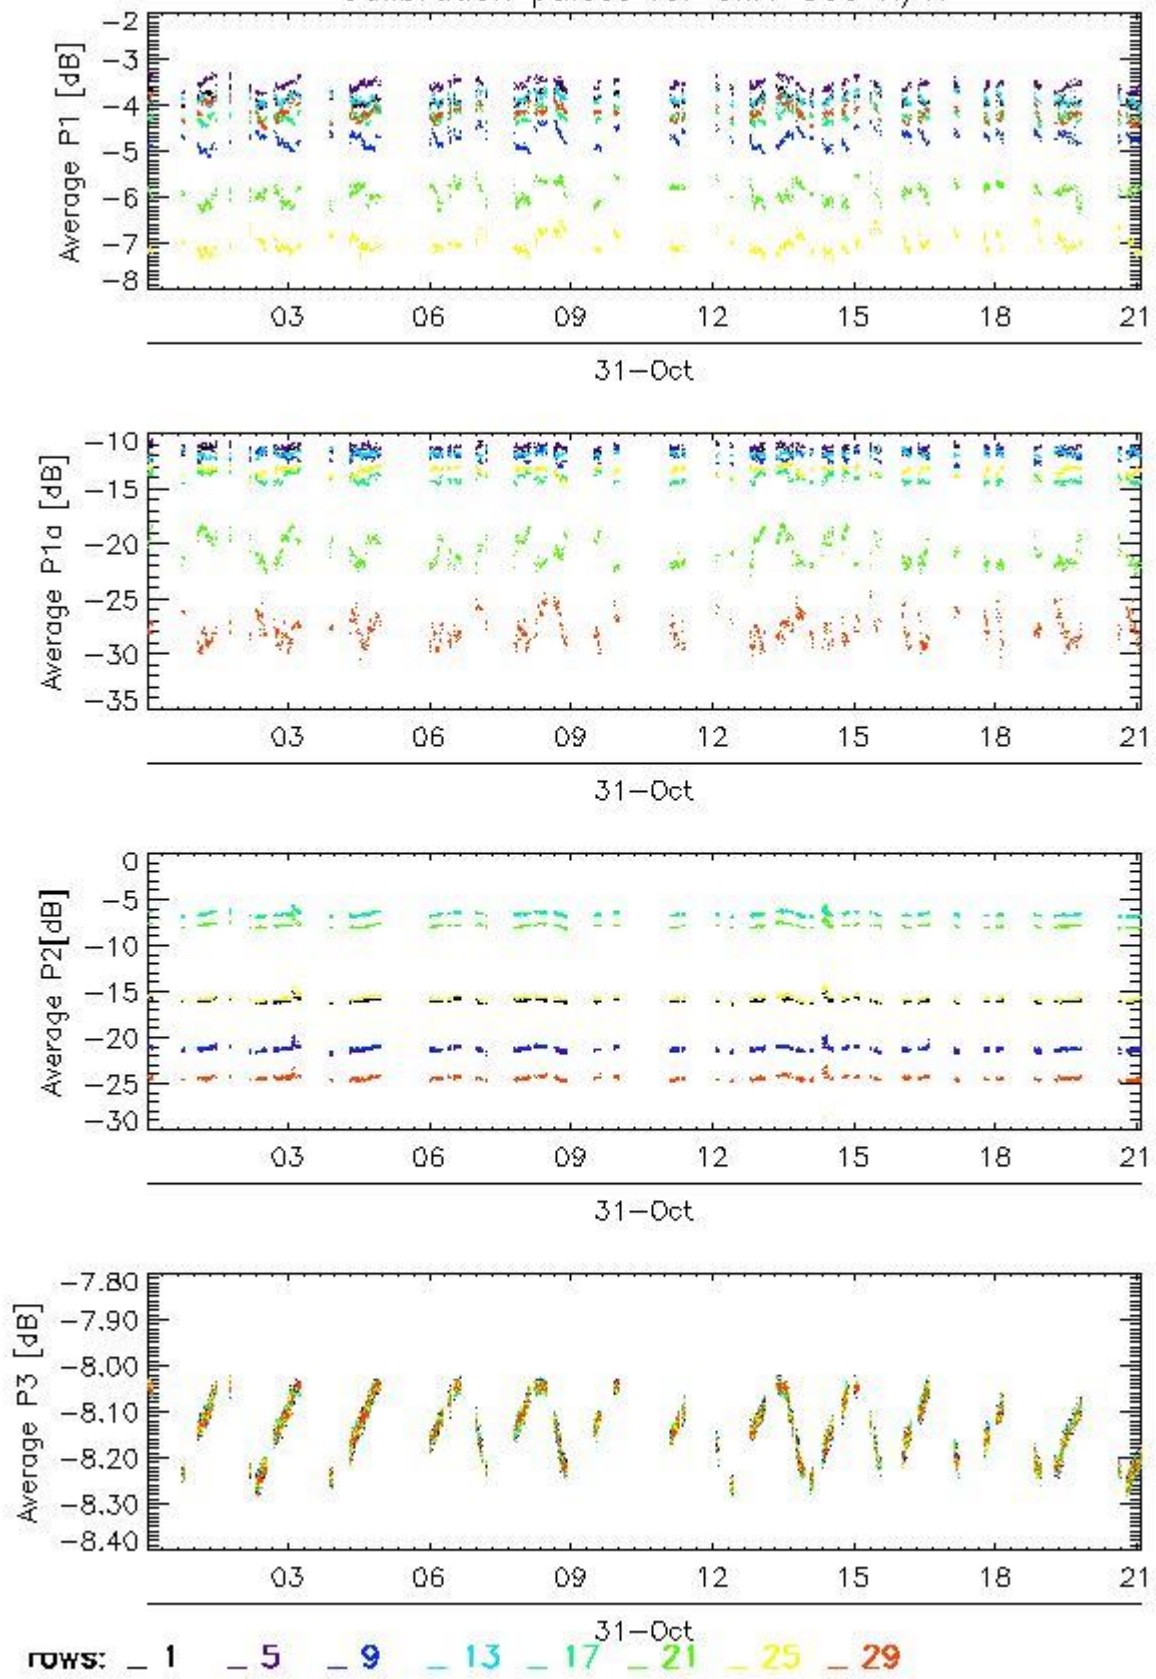 Average P1 [dB]
-2
-3
-4
-5
-6
-7
-8
03 06 09 12 15 18 21
31-Oct
Average P1a [dB]
-10
-15
-20
-25
-30
-35
03 06 09 12 15 18 21
31-Oct
Average P2[dB]
0
-5
-10
-15
-20
-25
-30
03 06 09 12 15 18 21
31-Oct
Average P3 [dB]
-7.80
-7.90
-8.00
-8.10
-8.20
-8.30
-8.40
03 06 09 12 15 18 21
31-Oct
rows: _ 1 _ 5 _ 9 _ 13 _ 17 _ 21 _ 25 _ 29